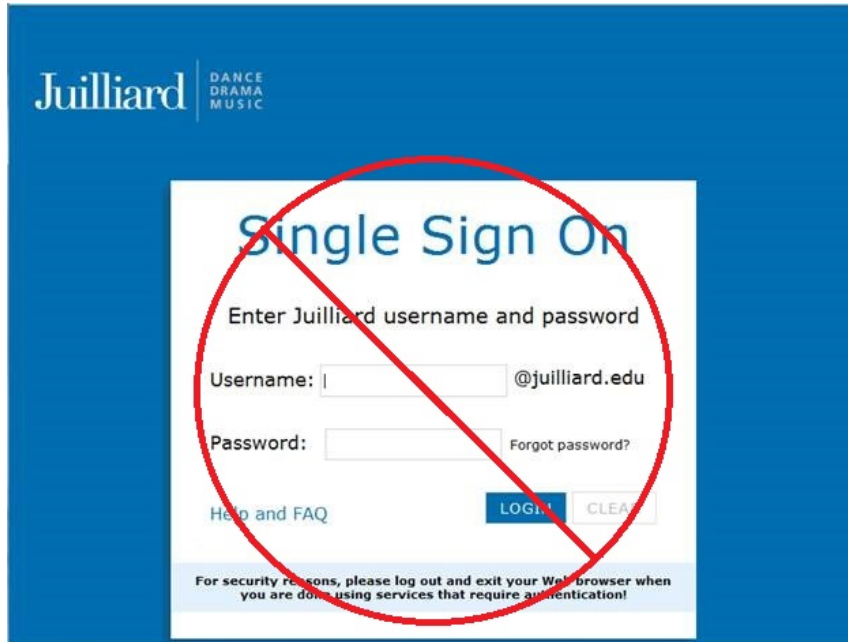 Juilliard
DANCE
DRAMA
MUSIC
Single Sign On
Enter Juilliard username and password
Username: @juilliard.edu
Password: Forgot password?
Help and FAQ LOGIN CLEAR
For security reasons, please log out and exit your Web browser when
you are done using services that require authentication!